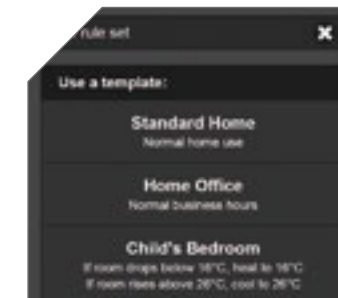 rule set
Use a template:
Standard Home
Normal home use
Home Office
Normal business hours
Child's Bedroom
If room drops below 16°C, heat to 16°C
If room rises above 26°C, cool to 26°C